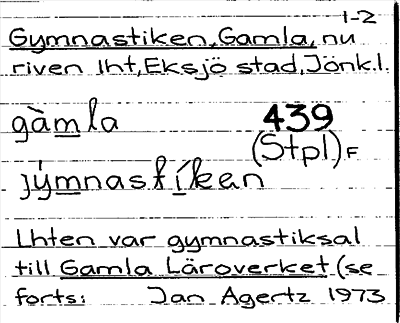 1-2
Gymnastiken, Gamla, nu
riven lht, Eksjö stad, Jönk.l.
gàmla 439
(Stpl)F
jýmnastíkan
Lhten var gymnastiksal
till Gamla Läroverket (se
forts: Jan Agertz 1973